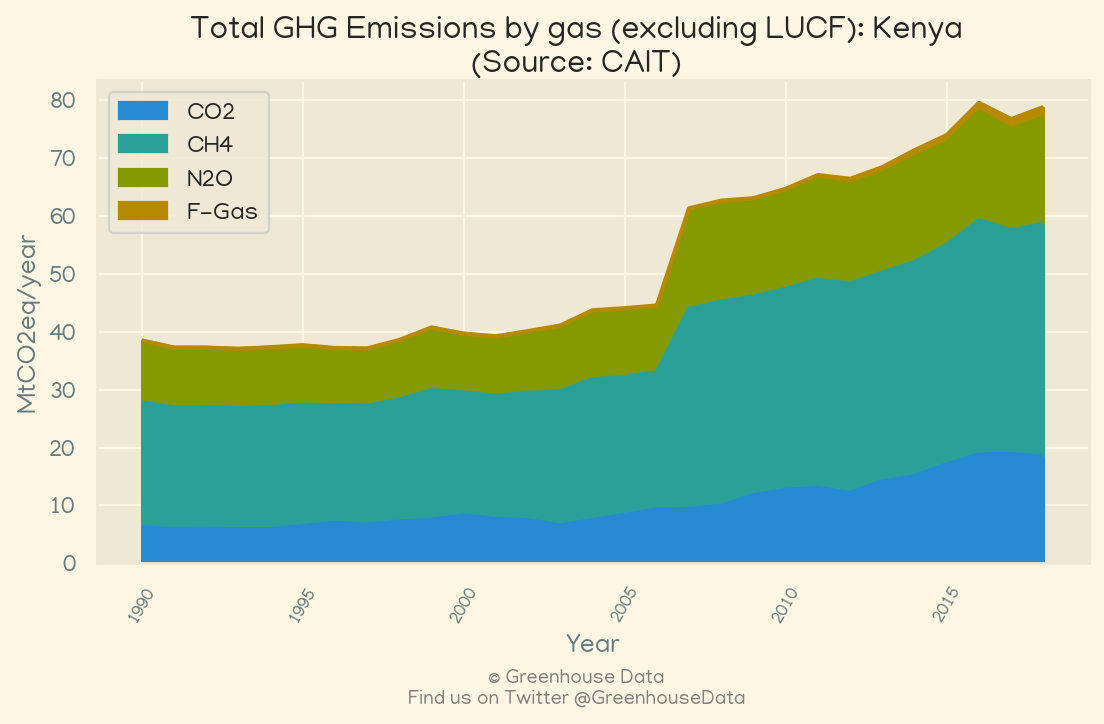 Total GHG Emissions by gas (excluding LUCF): Kenya
(Source: CAIT)
CO2
CH4
N2O
F-Gas
MtCO2eq/year
80
70
60
50
40
30
20
10
0
1990
1995
2000
2005
2010
2015
Year
© Greenhouse Data
Find us on Twitter @GreenhouseData